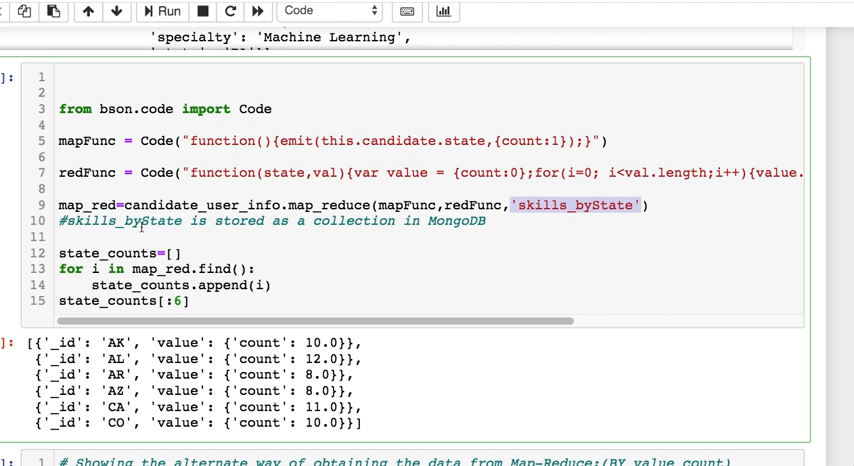 Run
Code
'specialty': 'Machine Learning',
]:
1
2
3 from bson.code import Code
4
5 mapFunc = Code("function(){emit(this.candidate.state,{count:1});}")
6
7 redFunc = Code("function(state,val){var value = {count:0};for(i=0; i<val.length;i++){value.
8
9 map_red=candidate_user_info.map_reduce(mapFunc,redFunc,'skills_byState')
10 #skills_byState is stored as a collection in MongoDB
11
12 state_counts=[]
13 for i in map_red.find():
14 state_counts.append(i)
15 state_counts[:6]
]: [{'_id': 'AK', 'value': {'count': 10.0}},
{'_id': 'AL', 'value': {'count': 12.0}},
{'_id': 'AR', 'value': {'count': 8.0}},
{'_id': 'AZ', 'value': {'count': 8.0}},
{'_id': 'CA', 'value': {'count': 11.0}},
{'_id': 'CO', 'value': {'count': 10.0}}]
]: 1 # Showing the alternate way of obtaining the data from Map-Reduce:(BY value count)